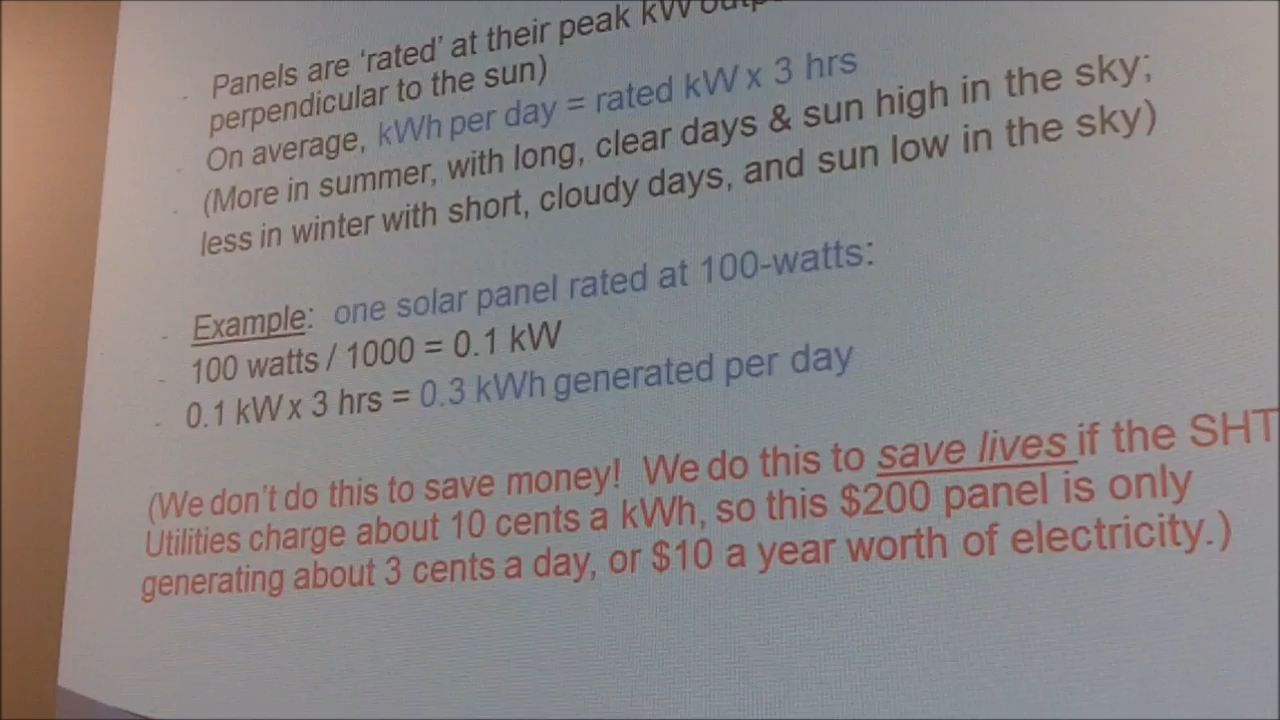 Panels are 'rated' at their peak kW
perpendicular to the sun)
On average, kWh per day = rated kW x 3 hrs
(More in summer, with long, clear days & sun high in the sky;
less in winter with short, cloudy days, and sun low in the sky)
Example: one solar panel rated at 100-watts:
100 watts / 1000 = 0.1 kW
0.1 kW x 3 hrs = 0.3 kWh generated per day
(We don't do this to save money! We do this to save lives if the SHT
Utilities charge about 10 cents a kWh, so this $200 panel is only
generating about 3 cents a day, or $10 a year worth of electricity.)